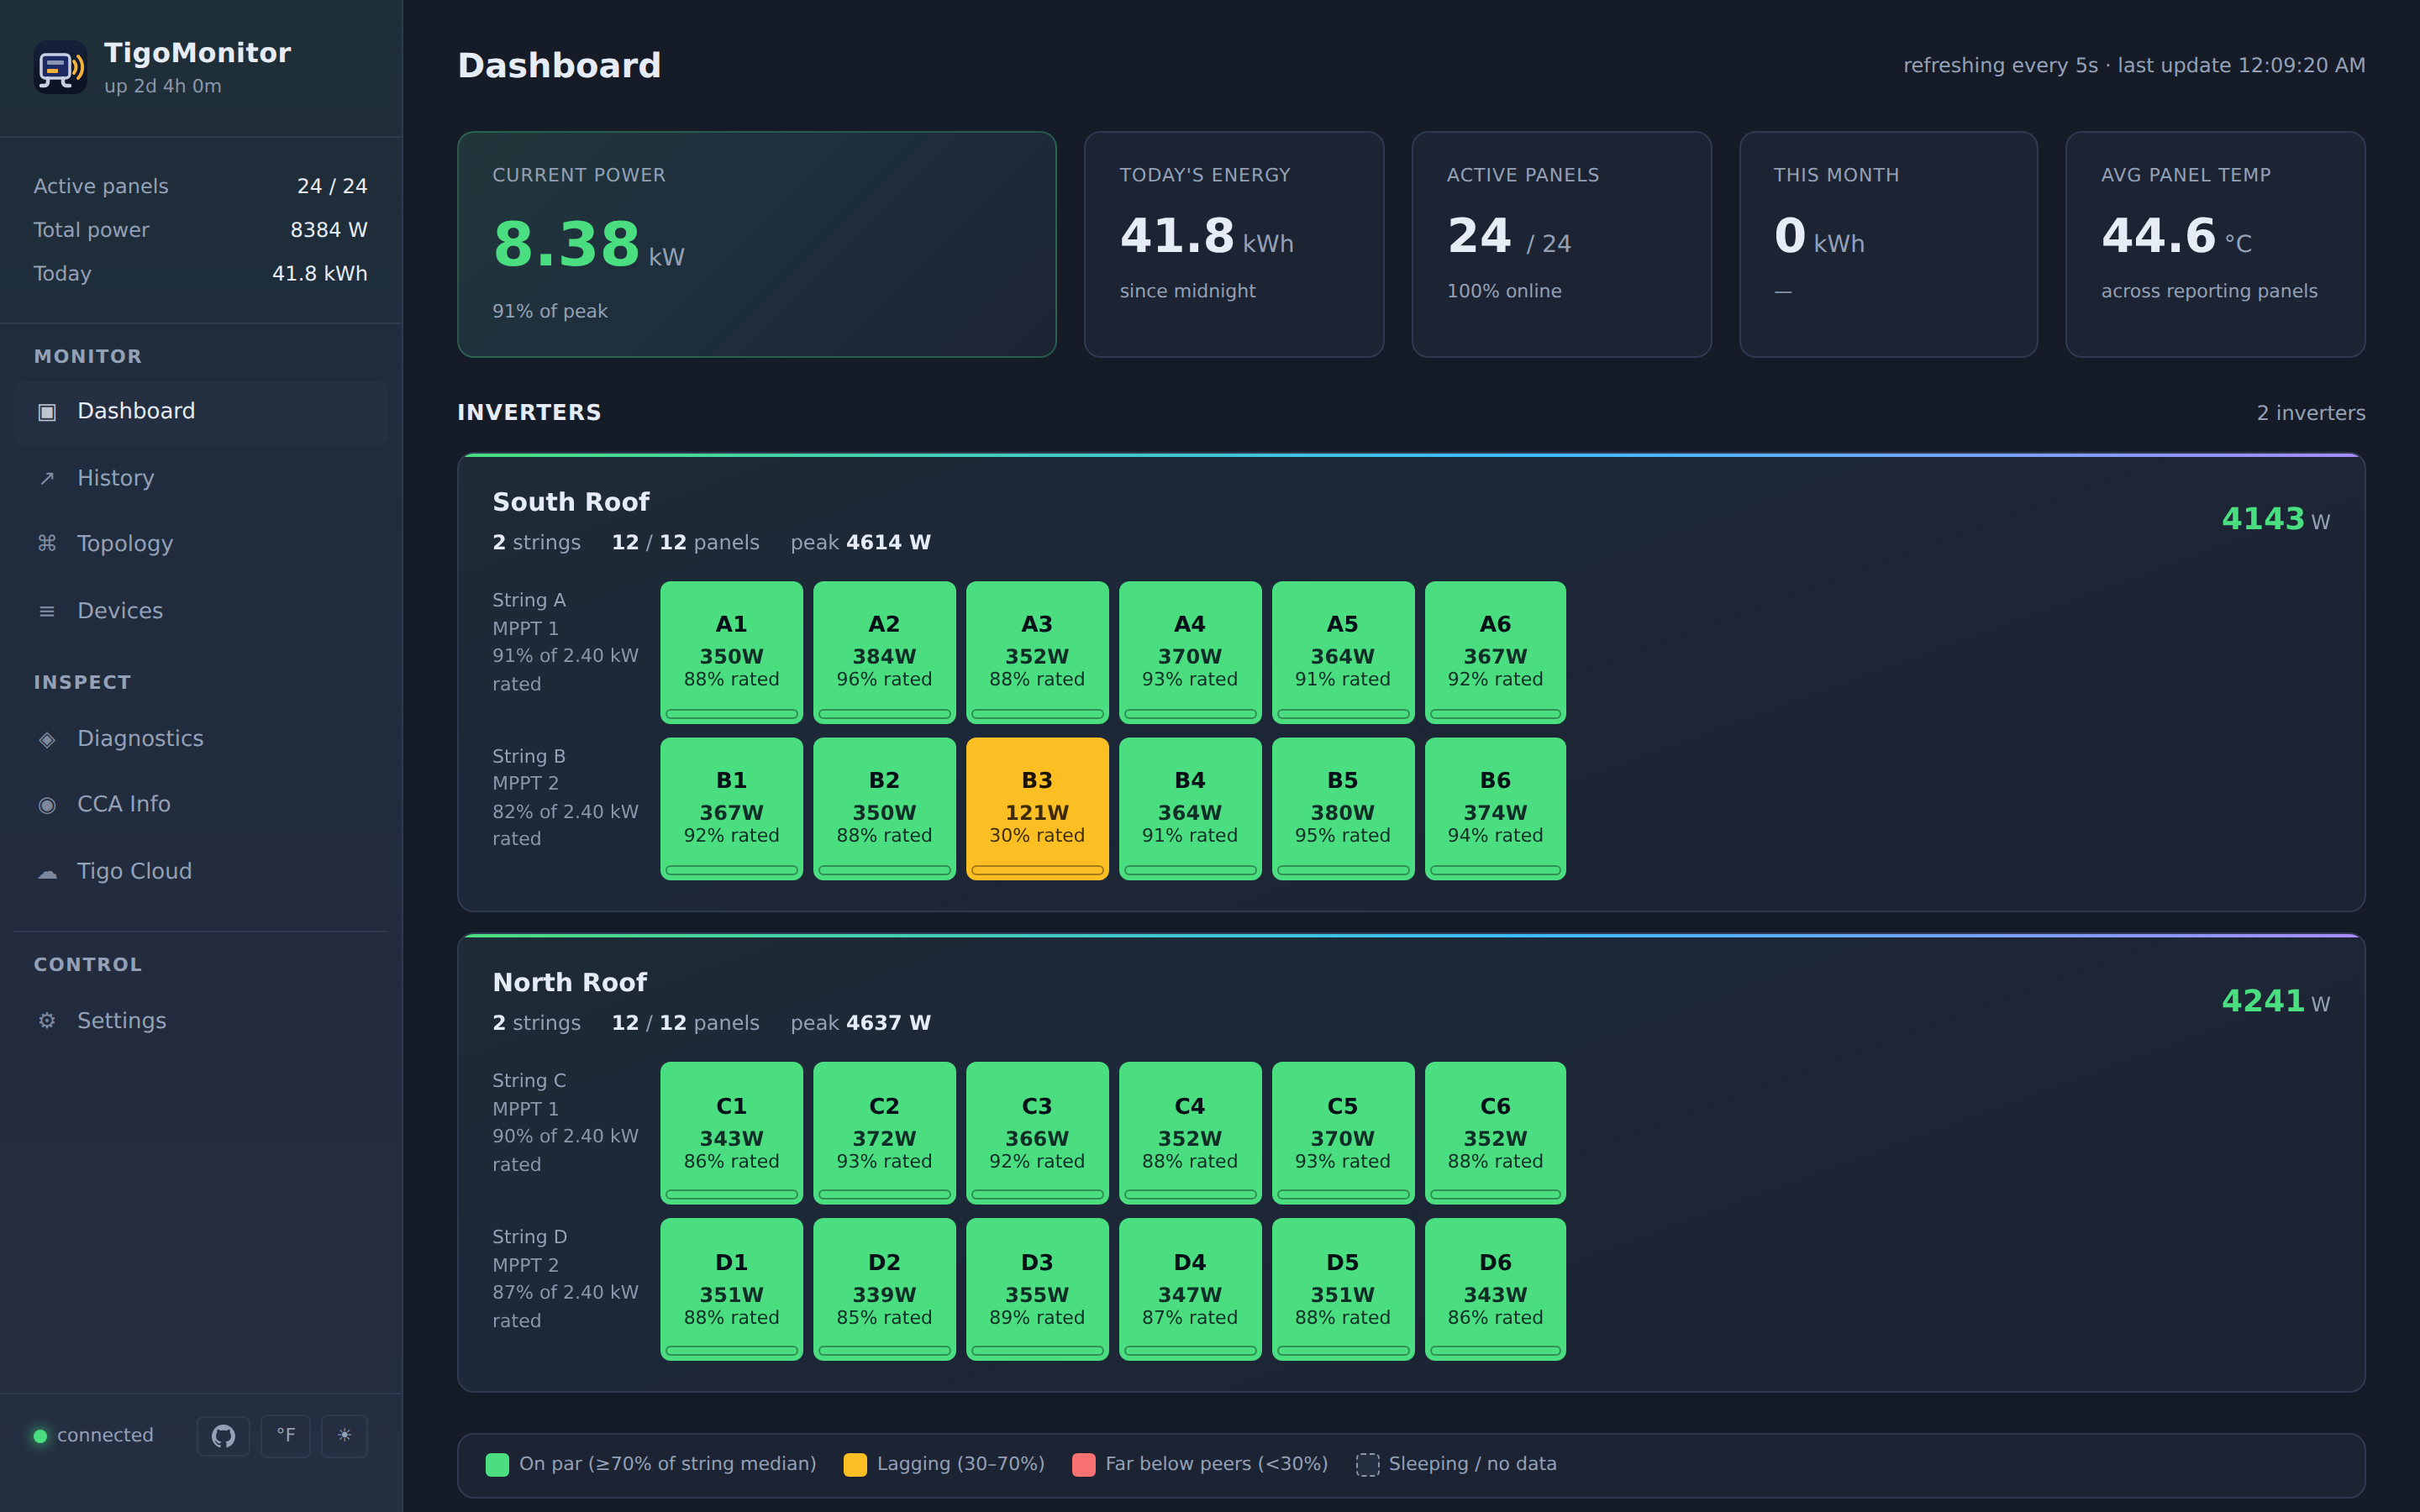 TigoMonitor
up 2d 4h 0m
Active panels 24 / 24
Total power 8384 W
Today 41.8 kWh
MONITOR
Dashboard
History
Topology
Devices
INSPECT
Diagnostics
CCA Info
Tigo Cloud
CONTROL
Settings
connected °F
Dashboard
refreshing every 5s · last update 12:09:20 AM
CURRENT POWER
8.38 kW
91% of peak
TODAY'S ENERGY
41.8 kWh
since midnight
ACTIVE PANELS
24 / 24
100% online
THIS MONTH
0 kWh
—
AVG PANEL TEMP
44.6 °C
across reporting panels
INVERTERS
2 inverters
South Roof
2 strings 12 / 12 panels peak 4614 W
4143 W
String A
MPPT 1
91% of 2.40 kW
rated
A1
350W
88% rated
A2
384W
96% rated
A3
352W
88% rated
A4
370W
93% rated
A5
364W
91% rated
A6
367W
92% rated
String B
MPPT 2
82% of 2.40 kW
rated
B1
367W
92% rated
B2
350W
88% rated
B3
121W
30% rated
B4
364W
91% rated
B5
380W
95% rated
B6
374W
94% rated
North Roof
2 strings 12 / 12 panels peak 4637 W
4241 W
String C
MPPT 1
90% of 2.40 kW
rated
C1
343W
86% rated
C2
372W
93% rated
C3
366W
92% rated
C4
352W
88% rated
C5
370W
93% rated
C6
352W
88% rated
String D
MPPT 2
87% of 2.40 kW
rated
D1
351W
88% rated
D2
339W
85% rated
D3
355W
89% rated
D4
347W
87% rated
D5
351W
88% rated
D6
343W
86% rated
On par (≥70% of string median) Lagging (30–70%) Far below peers (<30%) Sleeping / no data